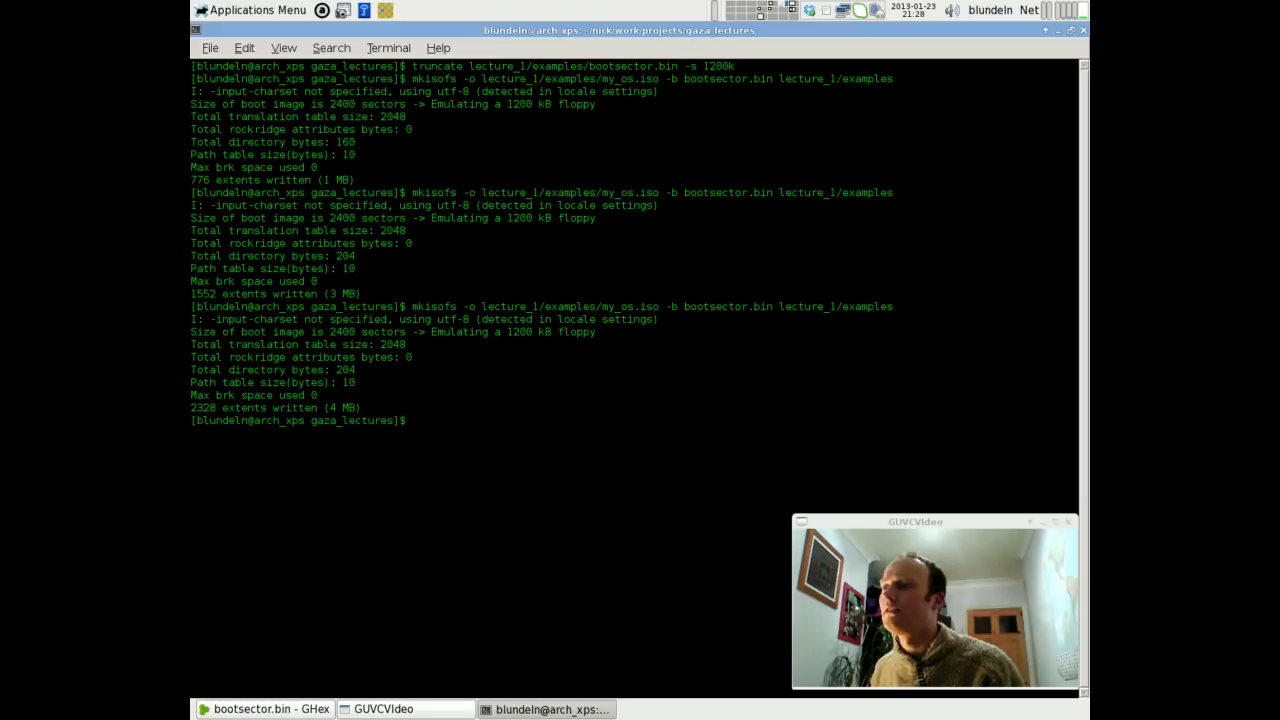 Applications Menu
2013-01-23
21:28
blundeln Net
blundeln@arch_xps:~/nick/work/projects/gaza_lectures
File Edit View Search Terminal Help
[blundeln@arch_xps gaza_lectures]$ truncate lecture_1/examples/bootsector.bin -s 1200k
[blundeln@arch_xps gaza_lectures]$ mkisofs -o lecture_1/examples/my_os.iso -b bootsector.bin lecture_1/examples
I: -input-charset not specified, using utf-8 (detected in locale settings)
Size of boot image is 2400 sectors -> Emulating a 1200 kB floppy
Total translation table size: 2048
Total rockridge attributes bytes: 0
Total directory bytes: 160
Path table size(bytes): 10
Max brk space used 0
776 extents written (1 MB)
[blundeln@arch_xps gaza_lectures]$ mkisofs -o lecture_1/examples/my_os.iso -b bootsector.bin lecture_1/examples
I: -input-charset not specified, using utf-8 (detected in locale settings)
Size of boot image is 2400 sectors -> Emulating a 1200 kB floppy
Total translation table size: 2048
Total rockridge attributes bytes: 0
Total directory bytes: 204
Path table size(bytes): 10
Max brk space used 0
1552 extents written (3 MB)
[blundeln@arch_xps gaza_lectures]$ mkisofs -o lecture_1/examples/my_os.iso -b bootsector.bin lecture_1/examples
I: -input-charset not specified, using utf-8 (detected in locale settings)
Size of boot image is 2400 sectors -> Emulating a 1200 kB floppy
Total translation table size: 2048
Total rockridge attributes bytes: 0
Total directory bytes: 204
Path table size(bytes): 10
Max brk space used 0
2328 extents written (4 MB)
[blundeln@arch_xps gaza_lectures]$
GUVCVideo
bootsector.bin - GHex
GUVCVideo
blundeln@arch_xps:...